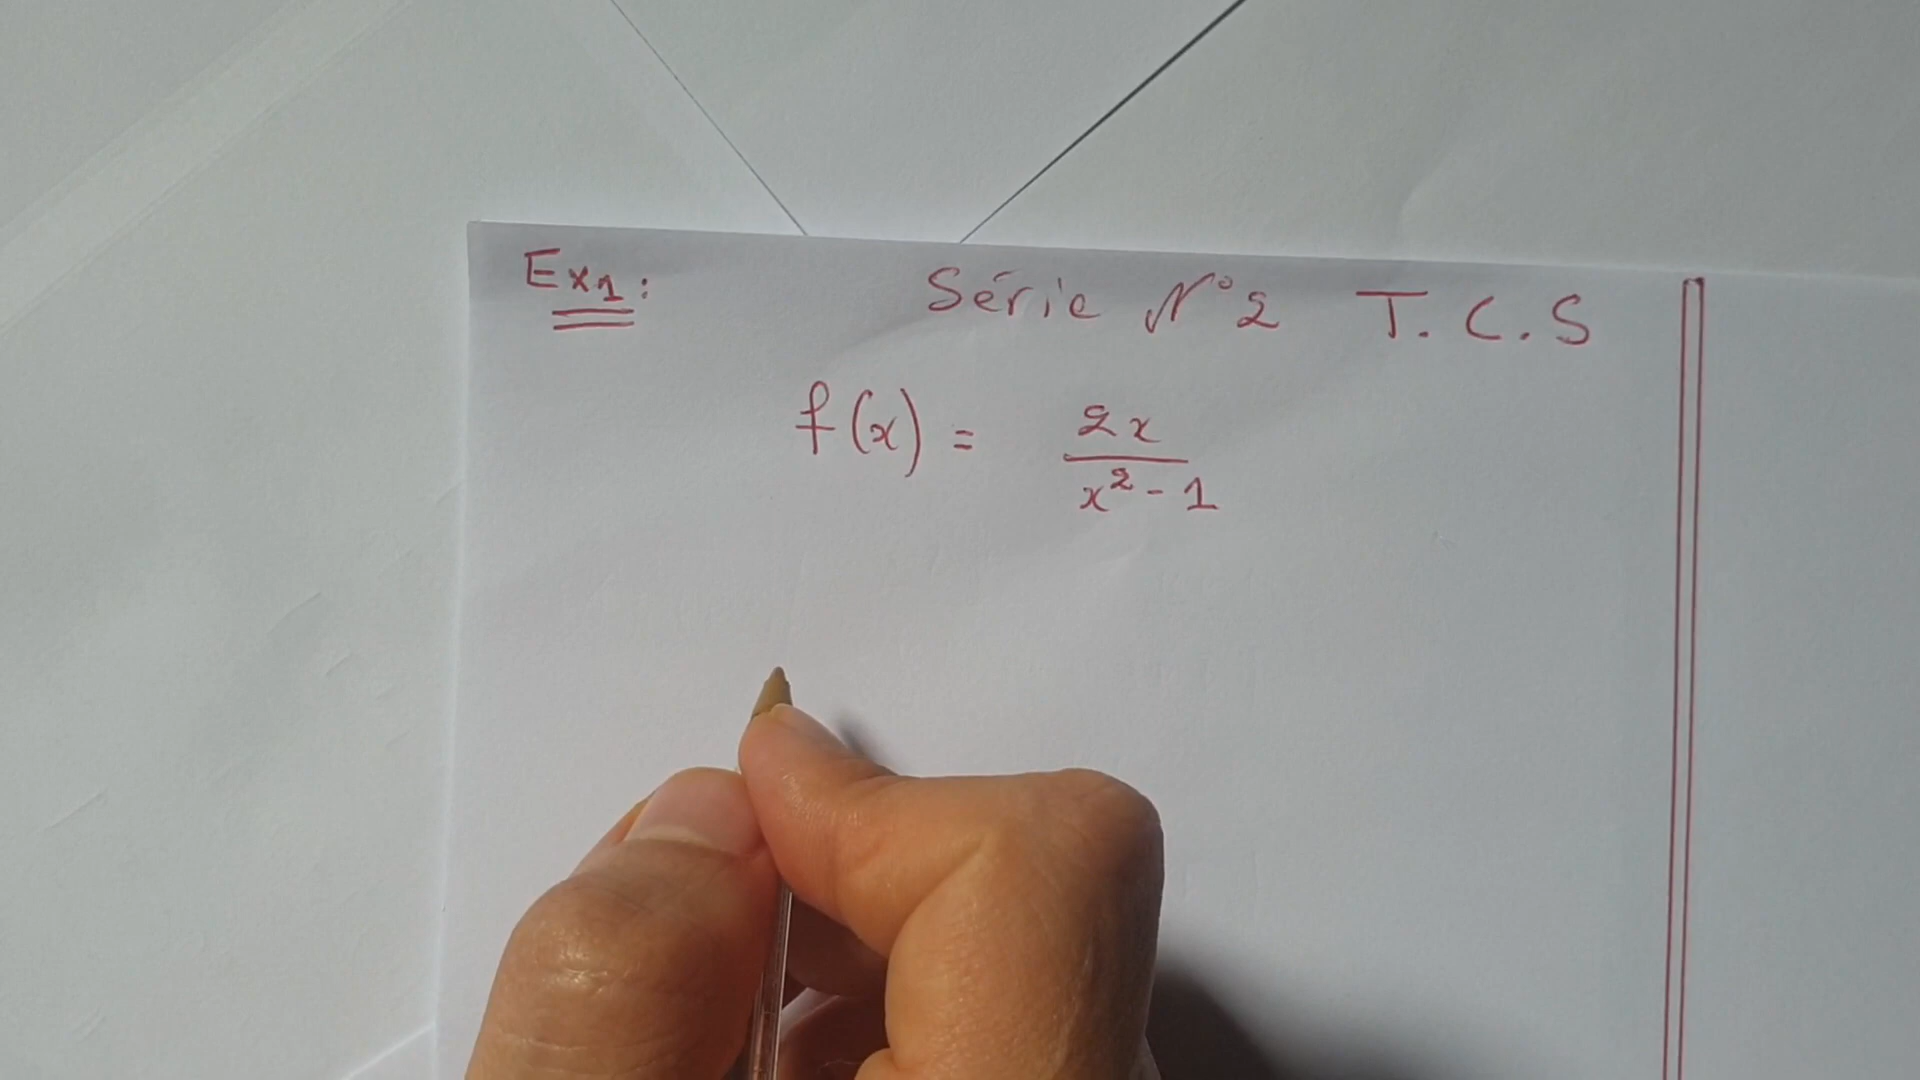 Ex1:
Série N°2 T.C.S
f(x) = 2x / x² - 1